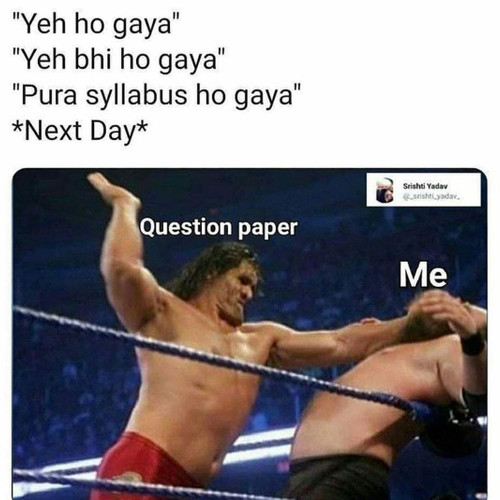 "Yeh ho gaya"
"Yeh bhi ho gaya"
"Pura syllabus ho gaya"
*Next Day*
Srishti Yadav
@_srishti_yadav_
Question paper
Me